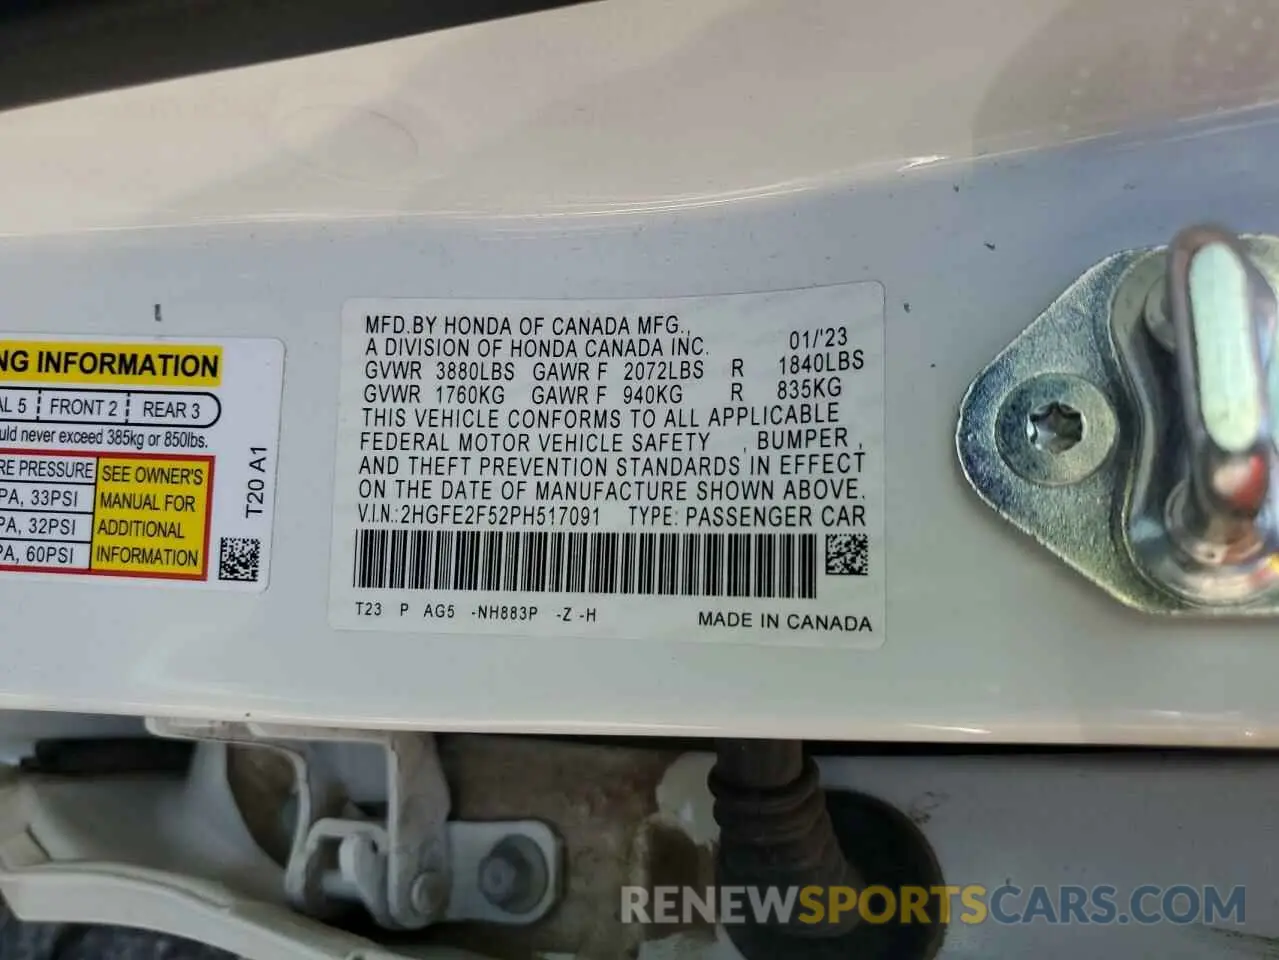 NG INFORMATION
AL 5 FRONT 2 REAR 3
uld never exceed 385kg or 850lbs.
RE PRESSURE
PA, 33PSI
PA, 32PSI
PA, 60PSI
SEE OWNER'S
MANUAL FOR
ADDITIONAL
INFORMATION
T20 A1
MFD.BY HONDA OF CANADA MFG., 01/'23
A DIVISION OF HONDA CANADA INC.
GVWR 3880LBS GAWR F 2072LBS R 1840LBS
GVWR 1760KG GAWR F 940KG R 835KG
THIS VEHICLE CONFORMS TO ALL APPLICABLE
FEDERAL MOTOR VEHICLE SAFETY , BUMPER ,
AND THEFT PREVENTION STANDARDS IN EFFECT
ON THE DATE OF MANUFACTURE SHOWN ABOVE.
V.I.N.:2HGFE2F52PH517091 TYPE: PASSENGER CAR
T23 P AG5 -NH883P -Z -H MADE IN CANADA
RENEWSPORTSCARS.COM